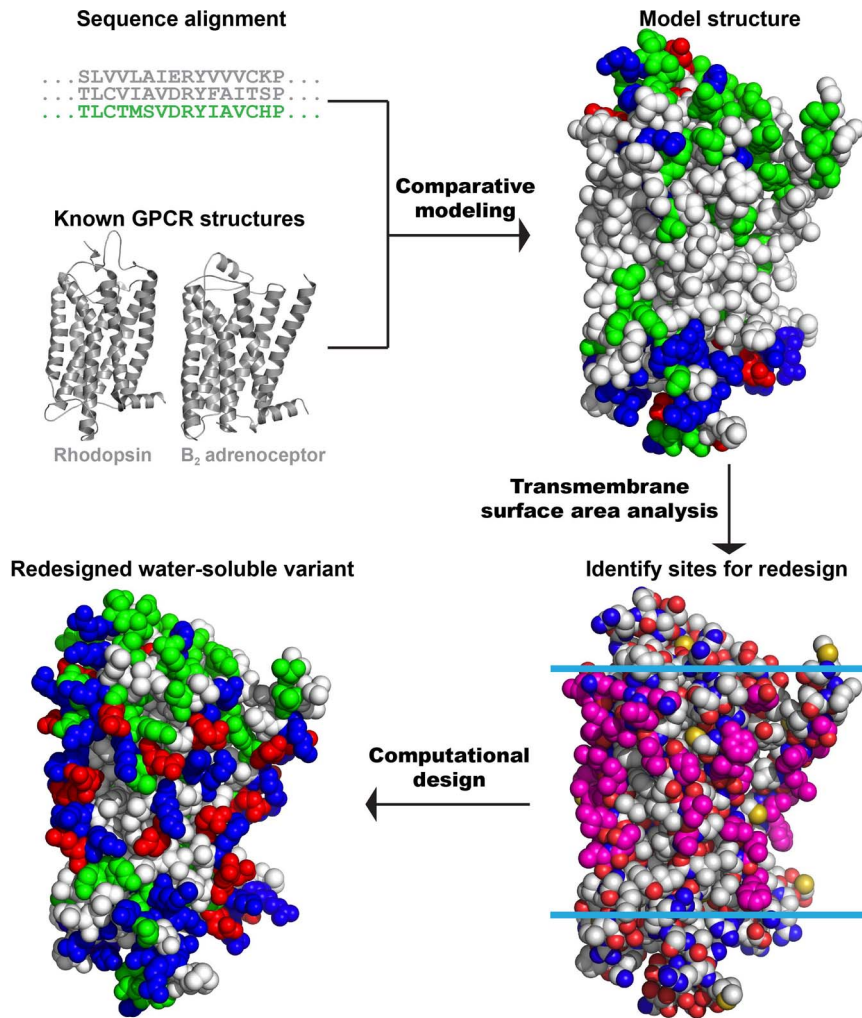 Sequence alignment
...SLVVLAIERYVVVCKP...
...TLCVIAVDRYFAITSP...
...TLCTMSVDRYIAVCHP...
Known GPCR structures
Rhodopsin
B₂ adrenoceptor
Comparative
modeling
Model structure
Transmembrane
surface area analysis
Identify sites for redesign
Computational
design
Redesigned water-soluble variant